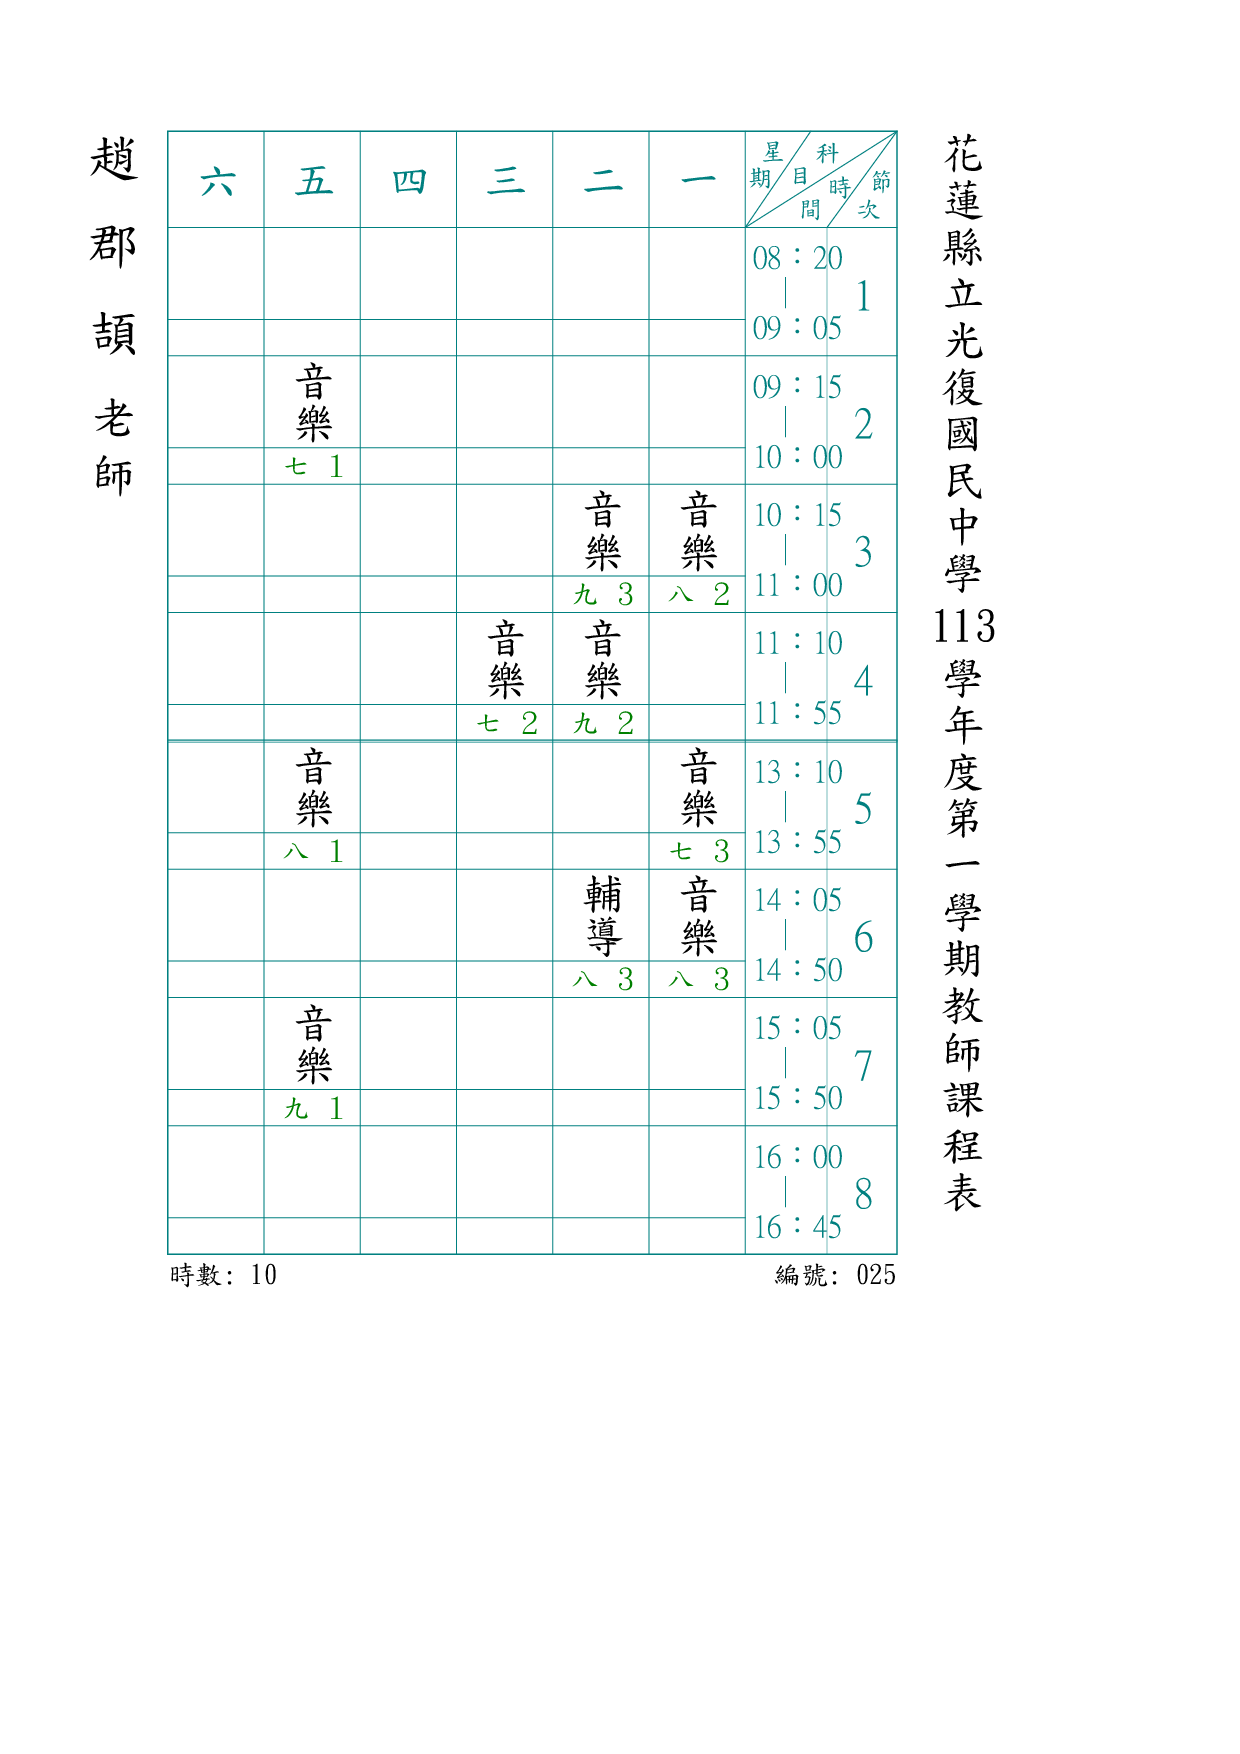 花蓮縣立光復國民中學113學年度第一學期教師課程表
趙郡頡老師
星期 科目 時間 節次
一 二 三 四 五 六
08：20｜09：05 1
09：15｜10：00 2
音樂 七 1
10：15｜11：00 3
音樂 八 2
音樂 九 3
11：10｜11：55 4
音樂 九 2
音樂 七 2
13：10｜13：55 5
音樂 七 3
音樂 八 1
14：05｜14：50 6
音樂 八 3
輔導 八 3
15：05｜15：50 7
音樂 九 1
16：00｜16：45 8
編號: 025
時數: 10